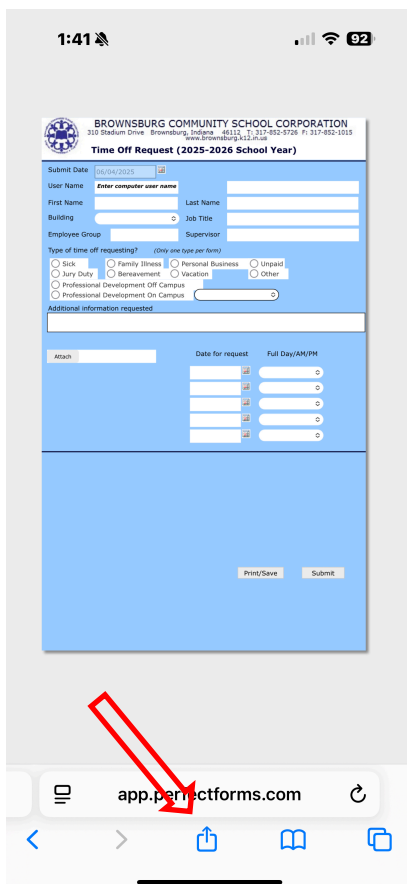 1:41 92
BROWNSBURG COMMUNITY SCHOOL CORPORATION
310 Stadium Drive Brownsburg, Indiana 46112 T: 317-852-5726 F: 317-852-1015
www.brownsburg.k12.in.us
Time Off Request (2025-2026 School Year)
Submit Date 06/04/2025
User Name Enter computer user name
First Name Last Name
Building Job Title
Employee Group Supervisor
Type of time off requesting? (Only one type per form)
Sick Family Illness Personal Business Unpaid
Jury Duty Bereavement Vacation Other
Professional Development Off Campus
Professional Development On Campus
Additional information requested
Attach Date for request Full Day/AM/PM
Print/Save Submit
app.perfectforms.com